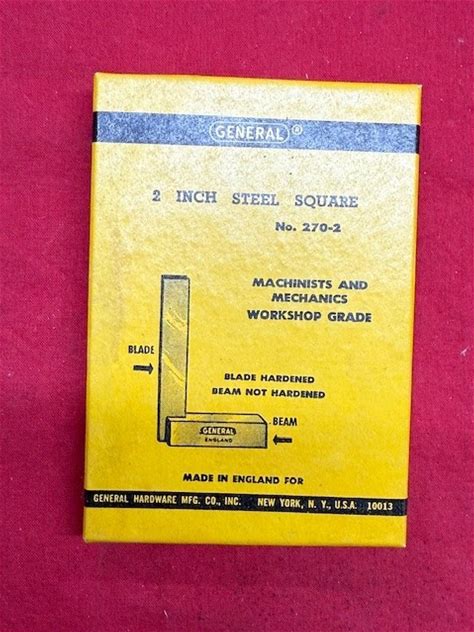 GENERAL®
2 INCH STEEL SQUARE
No. 270-2
MACHINISTS AND
MECHANICS
WORKSHOP GRADE
BLADE
BLADE HARDENED
BEAM NOT HARDENED
BEAM
GENERAL
ENGLAND
MADE IN ENGLAND FOR
GENERAL HARDWARE MFG. CO., INC. NEW YORK, N. Y., U.S.A. 10013